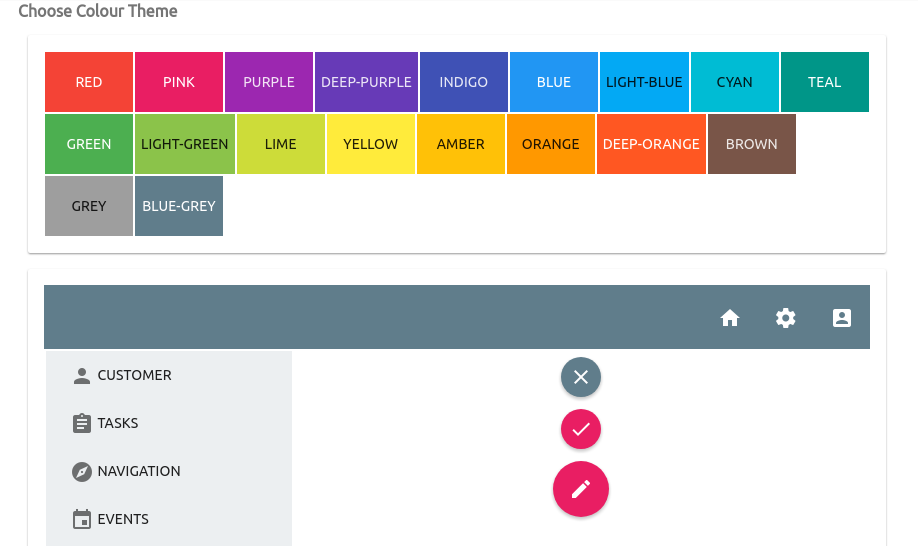 Choose Colour Theme
RED PINK PURPLE DEEP-PURPLE INDIGO BLUE LIGHT-BLUE CYAN TEAL
GREEN LIGHT-GREEN LIME YELLOW AMBER ORANGE DEEP-ORANGE BROWN
GREY BLUE-GREY
CUSTOMER
TASKS
NAVIGATION
EVENTS